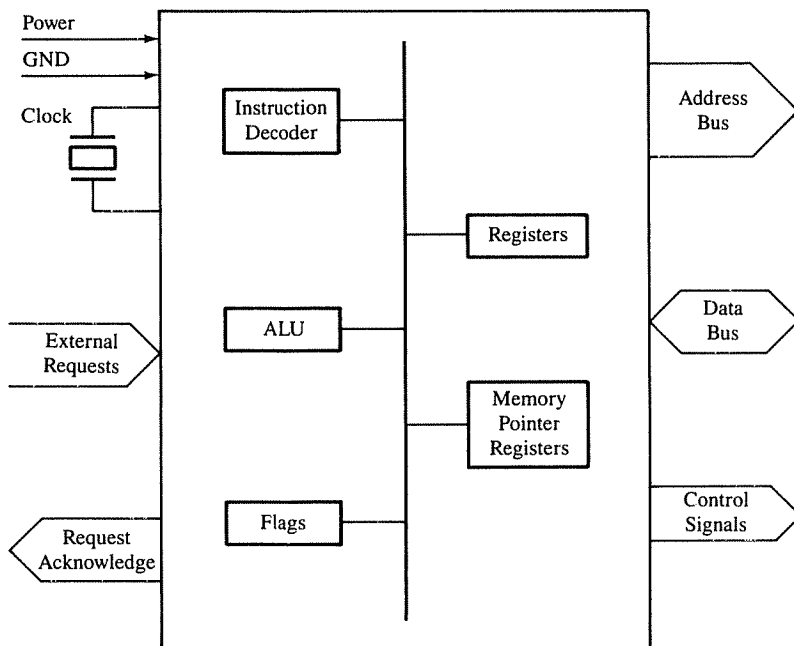 Power
GND
Clock
Instruction
Decoder
Address
Bus
Registers
External
Requests
ALU
Data
Bus
Memory
Pointer
Registers
Request
Acknowledge
Flags
Control
Signals